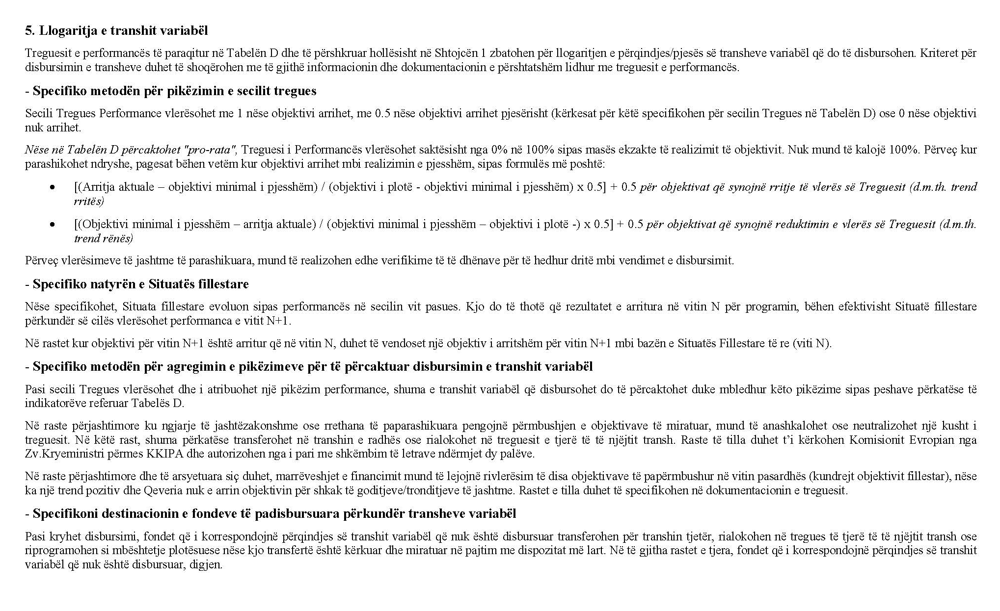 5. Llogaritja e transhit variabël
Treguesit e performancës të paraqitur në Tabelën D dhe të përshkruar hollësisht në Shtojcën 1 zbatohen për llogaritjen e përqindjes/pjesës së transheve variabël që do të disbursohen. Kriteret për
disbursimin e transheve duhet të shoqërohen me të gjithë informacionin dhe dokumentacionin e përshtatshëm lidhur me treguesit e performancës.
- Specifiko metodën për pikëzimin e secilit tregues
Secili Tregues Performance vlerësohet me 1 nëse objektivi arrihet, me 0.5 nëse objektivi arrihet pjesërisht (kërkesat për këtë specifikohen për secilin Tregues në Tabelën D) ose 0 nëse objektivi
nuk arrihet.
Nëse në Tabelën D përcaktohet "pro-rata", Treguesi i Performancës vlerësohet saktësisht nga 0% në 100% sipas masës ekzakte të realizimit të objektivit. Nuk mund të kalojë 100%. Përveç kur
parashikohet ndryshe, pagesat bëhen vetëm kur objektivi arrihet mbi realizimin e pjesshëm, sipas formulës më poshtë:
• [(Arritja aktuale – objektivi minimal i pjesshëm) / (objektivi i plotë - objektivi minimal i pjesshëm) x 0.5] + 0.5 për objektivat që synojnë rritje të vlerës së Treguesit (d.m.th. trend
rritës)
• [(Objektivi minimal i pjesshëm – arritja aktuale) / (objektivi minimal i pjesshëm – objektivi i plotë -) x 0.5] + 0.5 për objektivat që synojnë reduktimin e vlerës së Treguesit (d.m.th.
trend rënës)
Përveç vlerësimeve të jashtme të parashikuara, mund të realizohen edhe verifikime të të dhënave për të hedhur dritë mbi vendimet e disbursimit.
- Specifiko natyrën e Situatës fillestare
Nëse specifikohet, Situata fillestare evoluon sipas performancës në secilin vit pasues. Kjo do të thotë që rezultatet e arritura në vitin N për programin, bëhen efektivisht Situatë fillestare
përkundër së cilës vlerësohet performanca e vitit N+1.
Në rastet kur objektivi për vitin N+1 është arritur që në vitin N, duhet të vendoset një objektiv i arritshëm për vitin N+1 mbi bazën e Situatës Fillestare të re (viti N).
- Specifiko metodën për agregimin e pikëzimeve për të përcaktuar disbursimin e transhit variabël
Pasi secili Tregues vlerësohet dhe i atribuohet një pikëzim performance, shuma e transhit variabël që disbursohet do të përcaktohet duke mbledhur këto pikëzime sipas peshave përkatëse të
indikatorëve referuar Tabelës D.
Në raste përjashtimore ku ngjarje të jashtëzakonshme ose rrethana të paparashikuara pengojnë përmbushjen e objektivave të miratuar, mund të anashkalohet ose neutralizohet një kusht i
treguesit. Në këtë rast, shuma përkatëse transferohet në transhin e radhës ose rialokohet në treguesit e tjerë të të njëjtit transh. Raste të tilla duhet t’i kërkohen Komisionit Evropian nga
Zv.Kryeministri përmes KKIPA dhe autorizohen nga i pari me shkëmbim të letrave ndërmjet dy palëve.
Në raste përjashtimore dhe të arsyetuara siç duhet, marrëveshjet e financimit mund të lejojnë rivlerësim të disa objektivave të papërmbushur në vitin pasardhës (kundrejt objektivit fillestar), nëse
ka një trend pozitiv dhe Qeveria nuk e arrin objektivin për shkak të goditjeve/tronditjeve të jashtme. Rastet e tilla duhet të specifikohen në dokumentacionin e treguesit.
- Specifikoni destinacionin e fondeve të padisbursuara përkundër transheve variabël
Pasi kryhet disbursimi, fondet që i korrespondojnë përqindjes së transhit variabël që nuk është disbursuar transferohen për transhin tjetër, rialokohen në tregues të tjerë të të njëjtit transh ose
riprogramohen si mbështetje plotësuese nëse kjo transfertë është kërkuar dhe miratuar në pajtim me dispozitat më lart. Në të gjitha rastet e tjera, fondet që i korrespondojnë përqindjes së transhit
variabël që nuk është disbursuar, digjen.